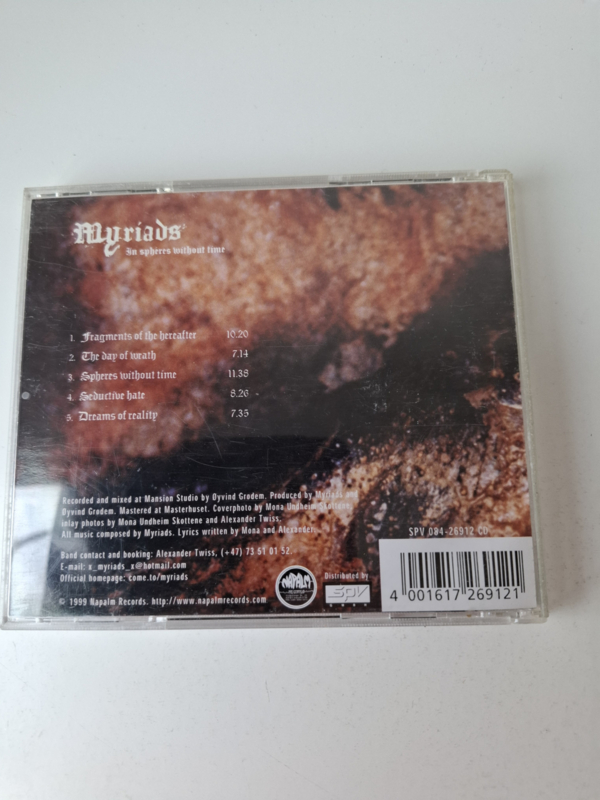 Myriads
In spheres without time
1. Fragments of the hereafter 10.20
2. The day of wrath 7.14
3. Spheres without time 11.38
4. Seductive hate 8.26
5. Dreams of reality 7.35
Recorded and mixed at Mansion Studio by Oyvind Grodem. Produced by Myriads and
Oyvind Grodem. Mastered at Masterhuset. Coverphoto by Mona Undheim Skottene,
inlay photos by Mona Undheim Skottene and Alexander Twiss.
All music composed by Myriads. Lyrics written by Mona and Alexander.
Band contact and booking: Alexander Twiss, (+47) 73 51 01 52.
E-mail: x_myriads_x@hotmail.com
Official homepage: come.to/myriads
© 1999 Napalm Records. http://www.napalmrecords.com
NAPALM
RECORDS
Distributed by
SPV
SPV 084-26912 CD
4 001617 269121